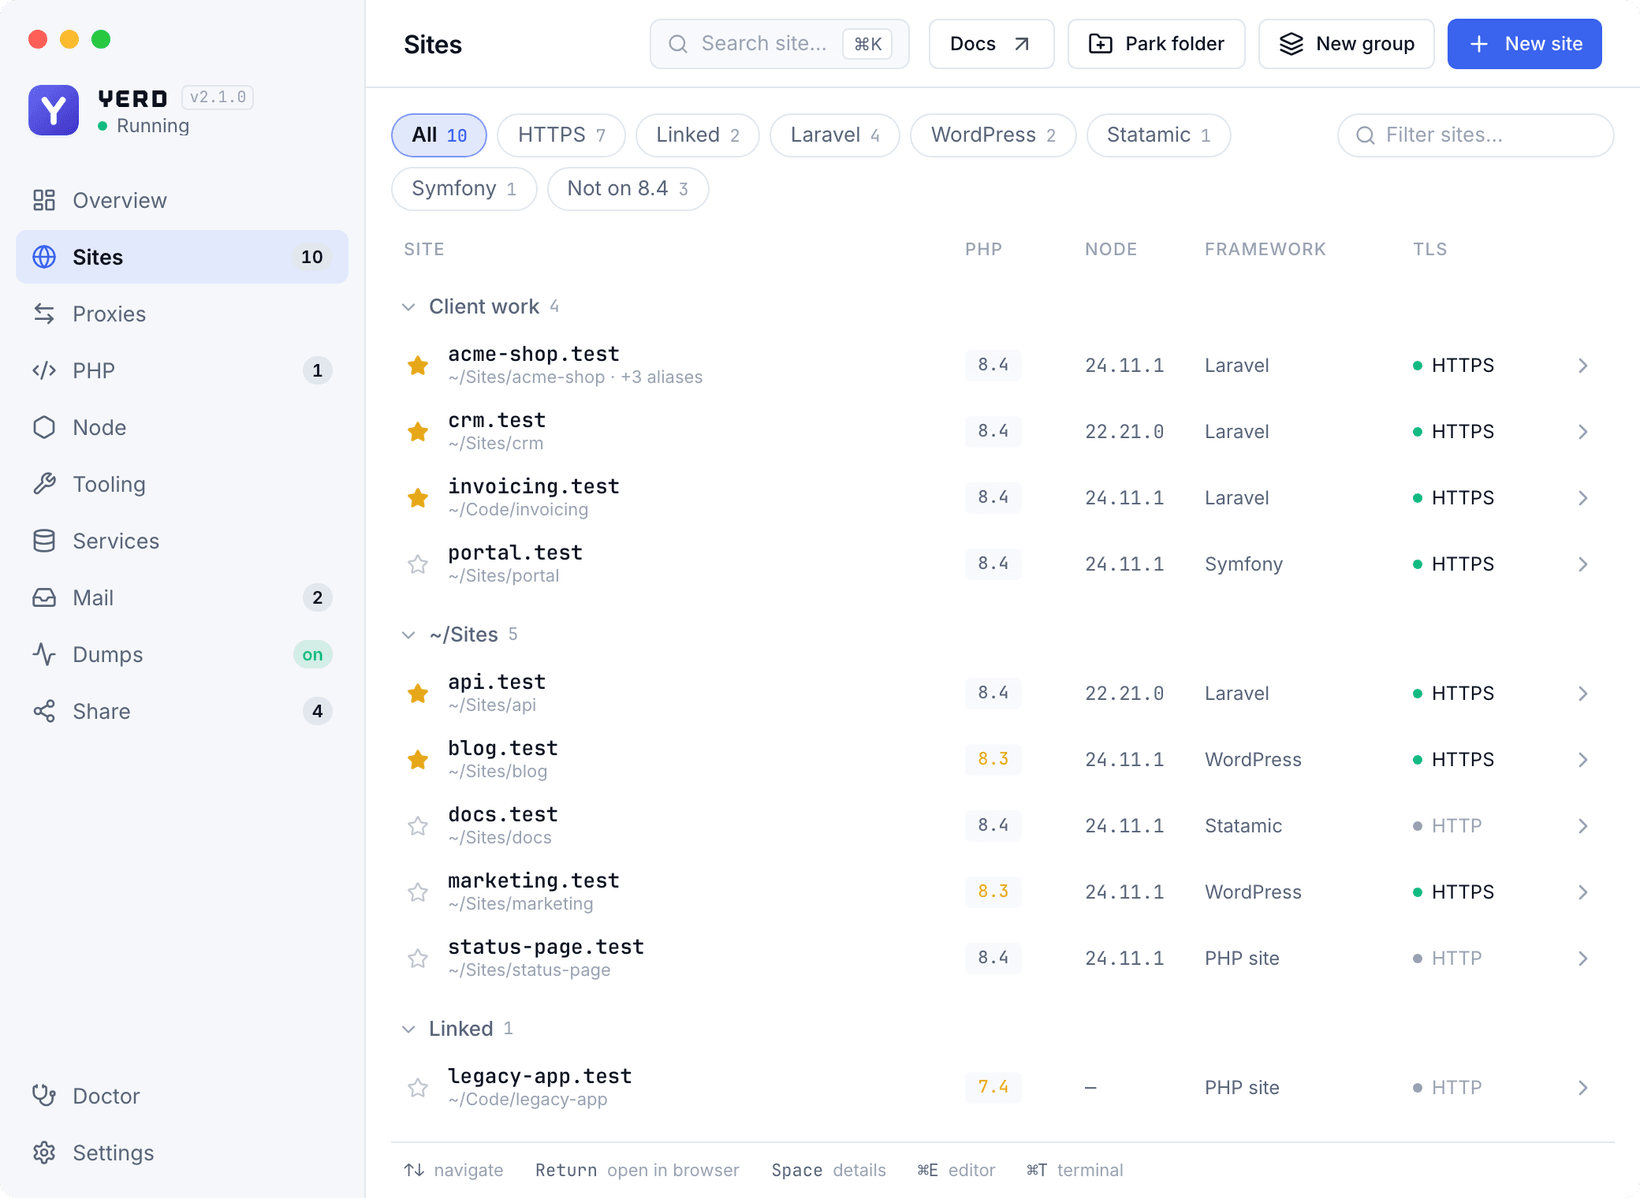 YERD v2.1.0
Running
Overview
Sites 10
Proxies
PHP 1
Node
Tooling
Services
Mail 2
Dumps on
Share 4
Doctor
Settings
Sites
Search site... ⌘K
Docs
Park folder
New group
New site
All 10
HTTPS 7
Linked 2
Laravel 4
WordPress 2
Statamic 1
Filter sites...
Symfony 1
Not on 8.4 3
SITE PHP NODE FRAMEWORK TLS
Client work 4
acme-shop.test 8.4 24.11.1 Laravel HTTPS
~/Sites/acme-shop · +3 aliases
crm.test 8.4 22.21.0 Laravel HTTPS
~/Sites/crm
invoicing.test 8.4 24.11.1 Laravel HTTPS
~/Code/invoicing
portal.test 8.4 24.11.1 Symfony HTTPS
~/Sites/portal
~/Sites 5
api.test 8.4 22.21.0 Laravel HTTPS
~/Sites/api
blog.test 8.3 24.11.1 WordPress HTTPS
~/Sites/blog
docs.test 8.4 24.11.1 Statamic HTTP
~/Sites/docs
marketing.test 8.3 24.11.1 WordPress HTTPS
~/Sites/marketing
status-page.test 8.4 24.11.1 PHP site HTTP
~/Sites/status-page
Linked 1
legacy-app.test 7.4 – PHP site HTTP
~/Code/legacy-app
↑↓ navigate Return open in browser Space details ⌘E editor ⌘T terminal